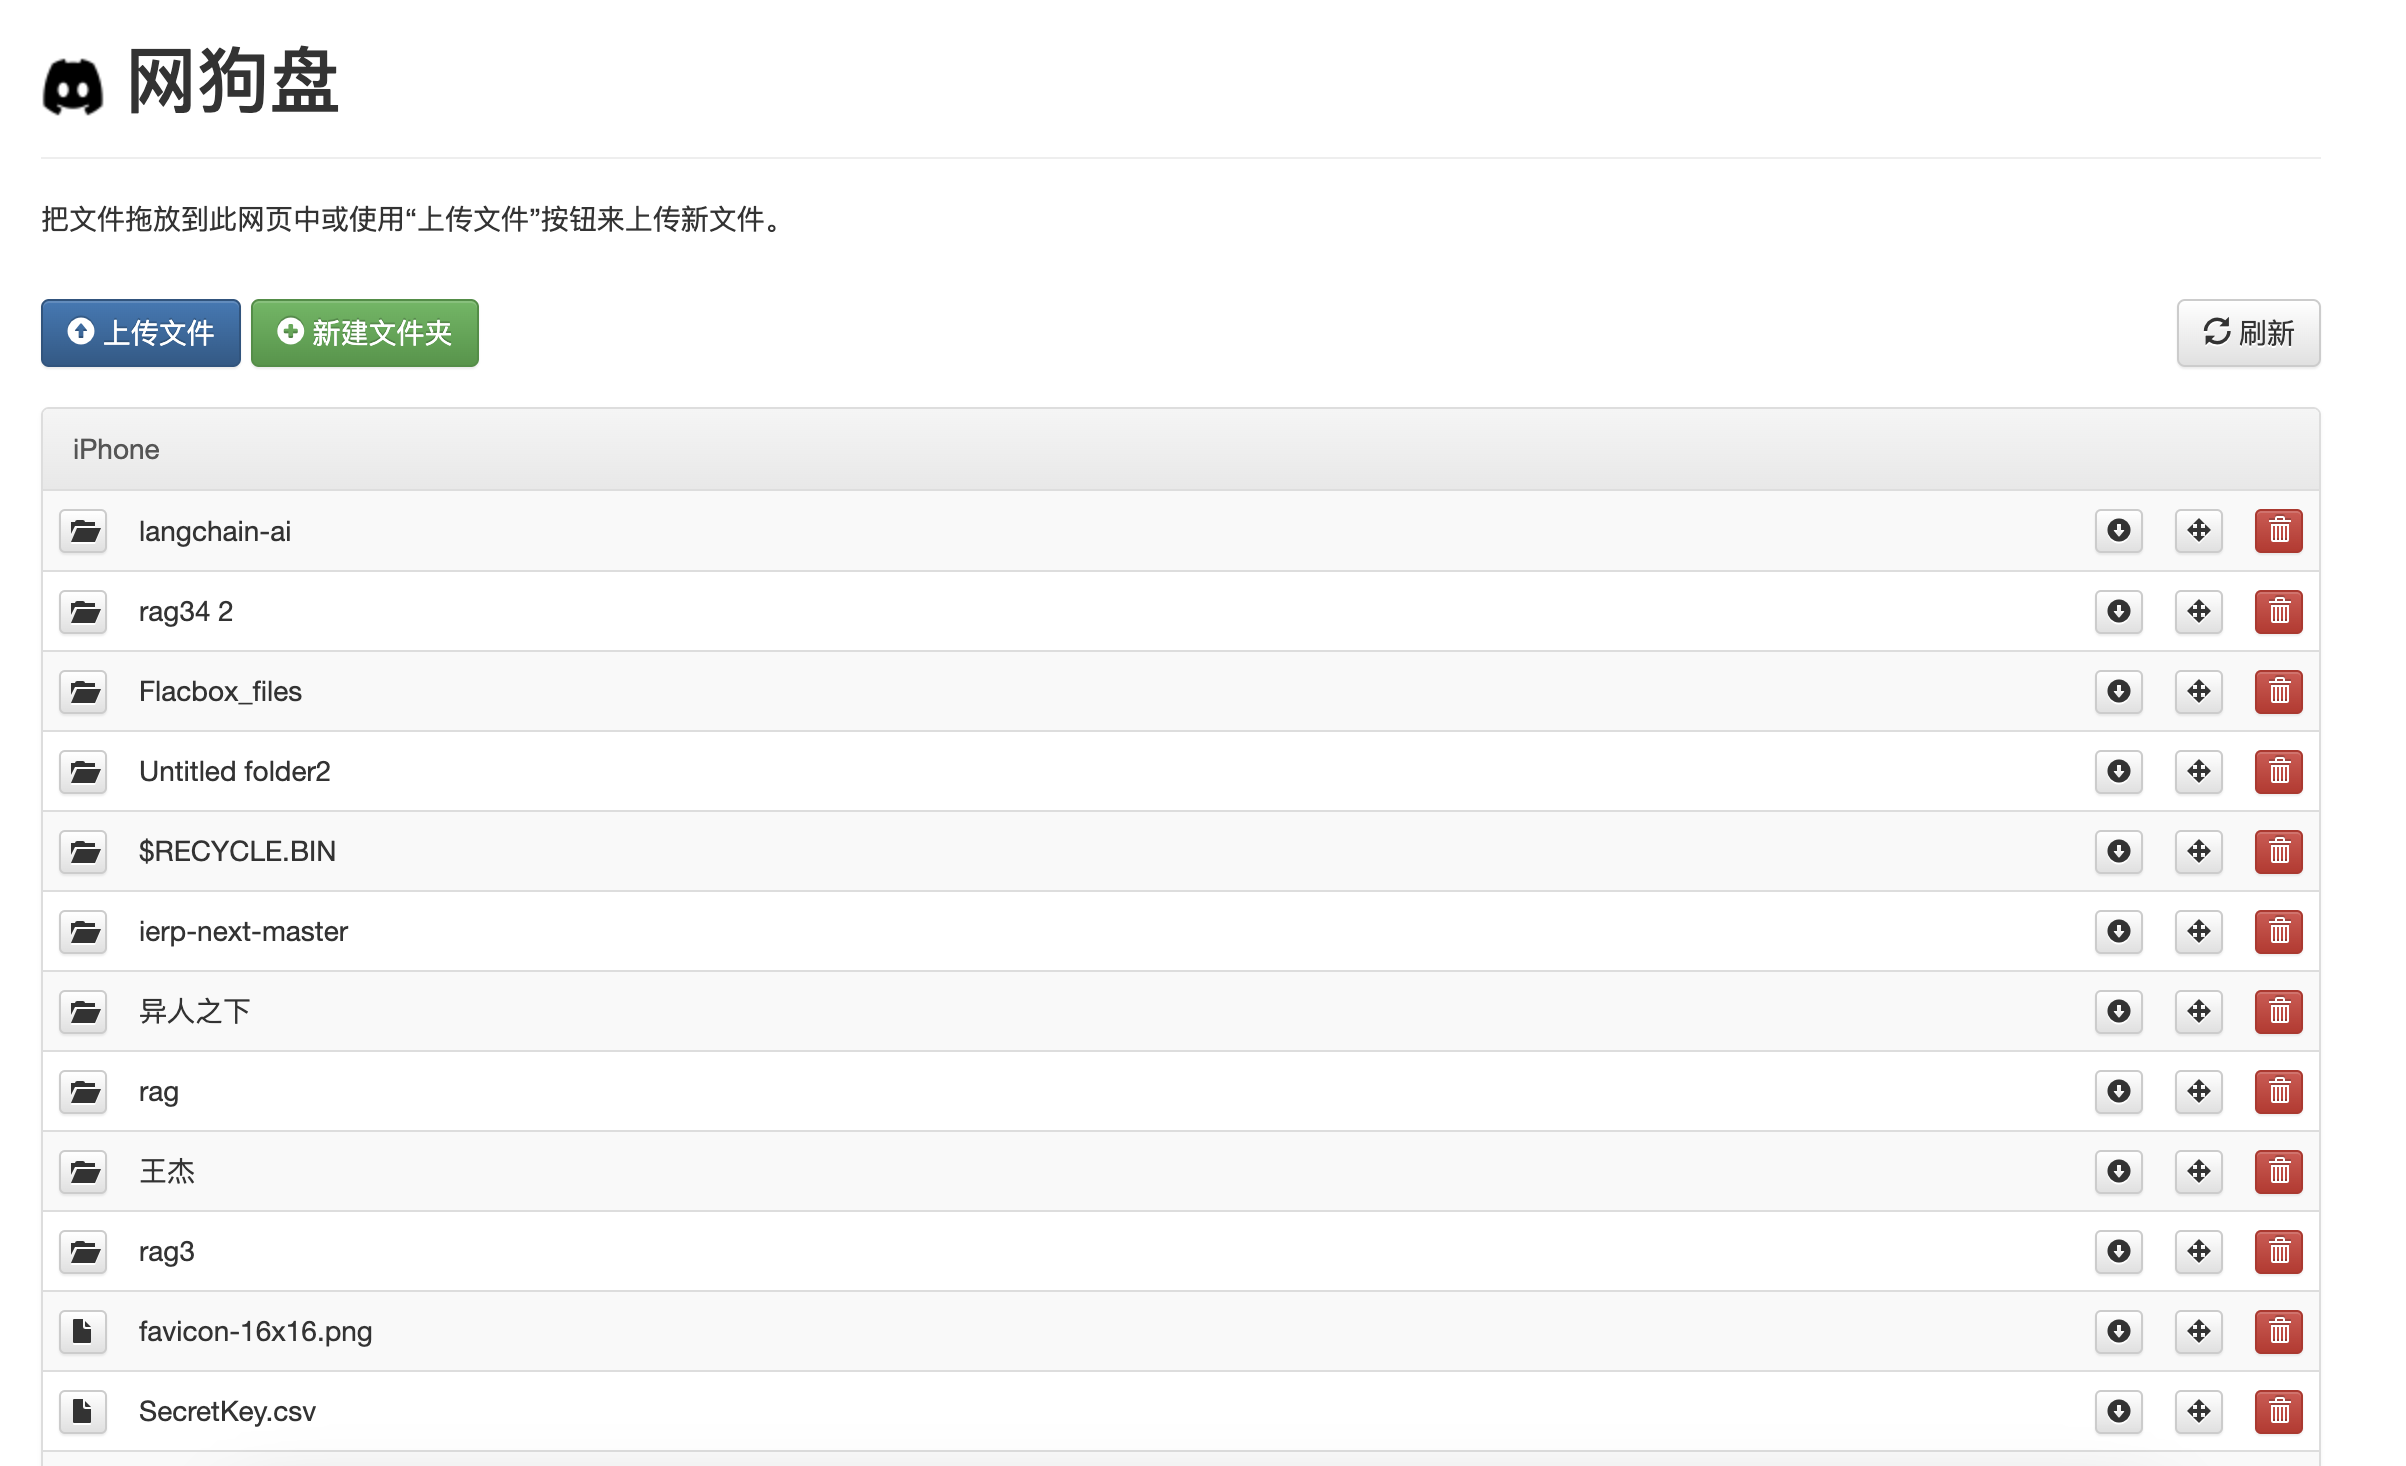 网狗盘
把文件拖放到此网页中或使用“上传文件”按钮来上传新文件。
上传文件 新建文件夹 刷新
iPhone
langchain-ai
rag34 2
Flacbox_files
Untitled folder2
$RECYCLE.BIN
ierp-next-master
异人之下
rag
王杰
rag3
favicon-16x16.png
SecretKey.csv